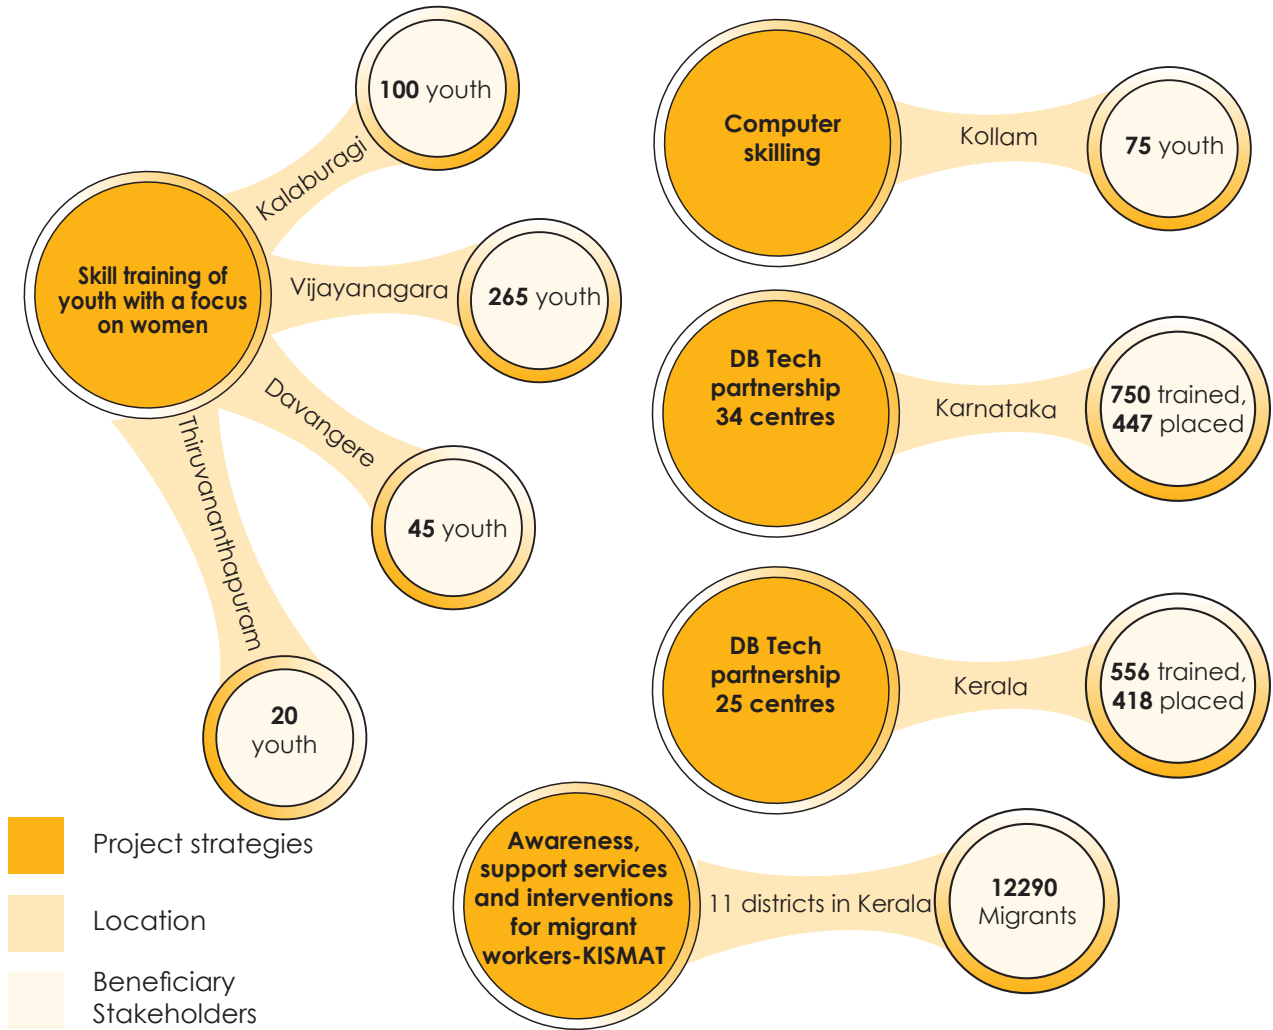 Skill training of
youth with a focus
on women
Kalaburagi
100 youth
Vijayanagara
265 youth
Davangere
45 youth
Thiruvananthapuram
20
youth
Computer
skilling
Kollam
75 youth
DB Tech
partnership
34 centres
Karnataka
750 trained,
447 placed
DB Tech
partnership
25 centres
Kerala
556 trained,
418 placed
Awareness,
support services
and interventions
for migrant
workers-KISMAT
11 districts in Kerala
12290
Migrants
Project strategies
Location
Beneficiary
Stakeholders